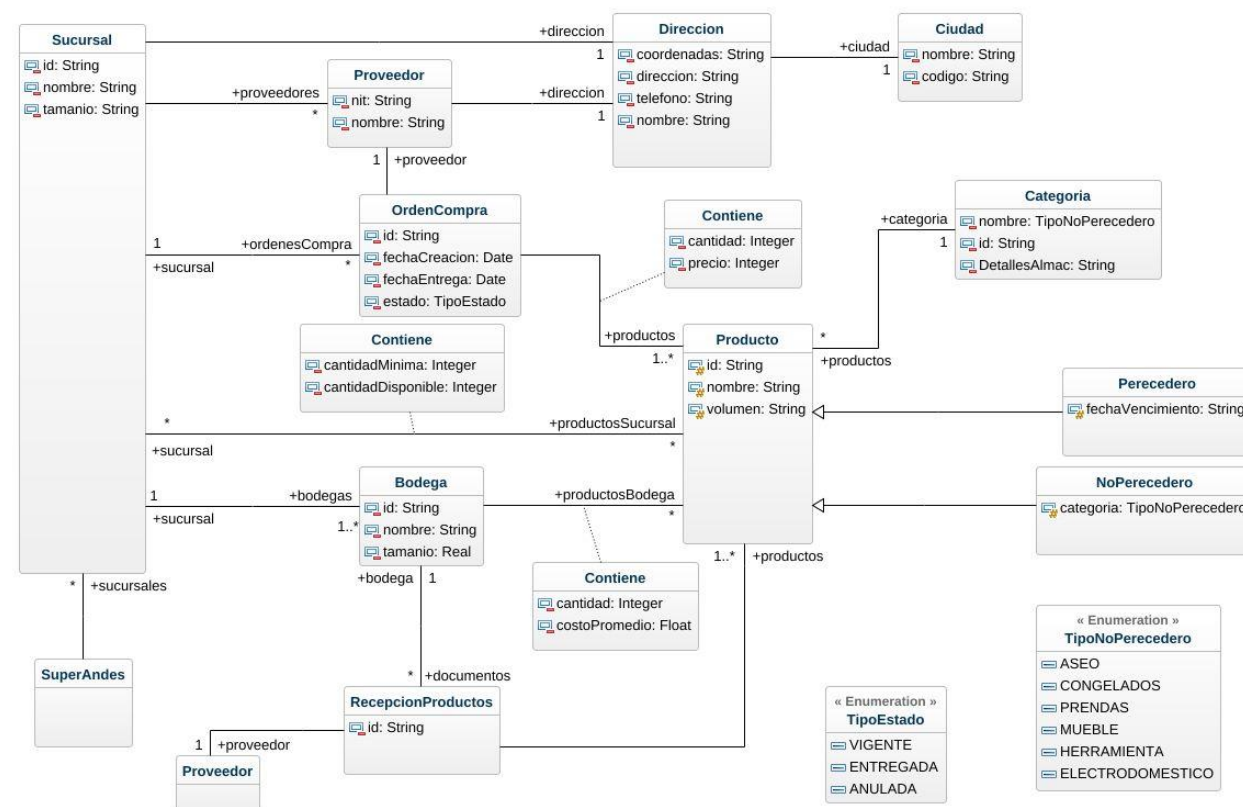 Sucursal
id: String
nombre: String
tamanio: String
+direccion
1
Direccion
coordenadas: String
direccion: String
telefono: String
nombre: String
+ciudad
1
Ciudad
nombre: String
codigo: String
+proveedores
*
Proveedor
nit: String
nombre: String
+direccion
1
1
+proveedor
OrdenCompra
id: String
fechaCreacion: Date
fechaEntrega: Date
estado: TipoEstado
1
+sucursal
+ordenesCompra
*
Contiene
cantidad: Integer
precio: Integer
+categoria
1
Categoria
nombre: TipoNoPerecedero
id: String
DetallesAlmac: String
Contiene
cantidadMinima: Integer
cantidadDisponible: Integer
+productos
1..*
Producto
id: String
nombre: String
volumen: String
*
+productos
Perecedero
fechaVencimiento: String
*
+sucursal
+productosSucursal
*
1
+sucursal
+bodegas
1..*
Bodega
id: String
nombre: String
tamanio: Real
+productosBodega
*
NoPerecedero
categoria: TipoNoPerecedero
Contiene
cantidad: Integer
costoPromedio: Float
1..*
+productos
+bodega
1
*
+sucursales
SuperAndes
*
+documentos
RecepcionProductos
id: String
1
+proveedor
Proveedor
« Enumeration »
TipoEstado
VIGENTE
ENTREGADA
ANULADA
« Enumeration »
TipoNoPerecedero
ASEO
CONGELADOS
PRENDAS
MUEBLE
HERRAMIENTA
ELECTRODOMESTICO